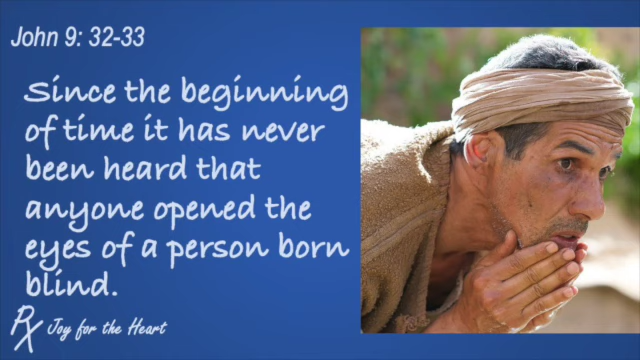 John 9: 32-33
Since the beginning
of time it has never
been heard that
anyone opened the
eyes of a person born
blind.
Rx Joy for the Heart